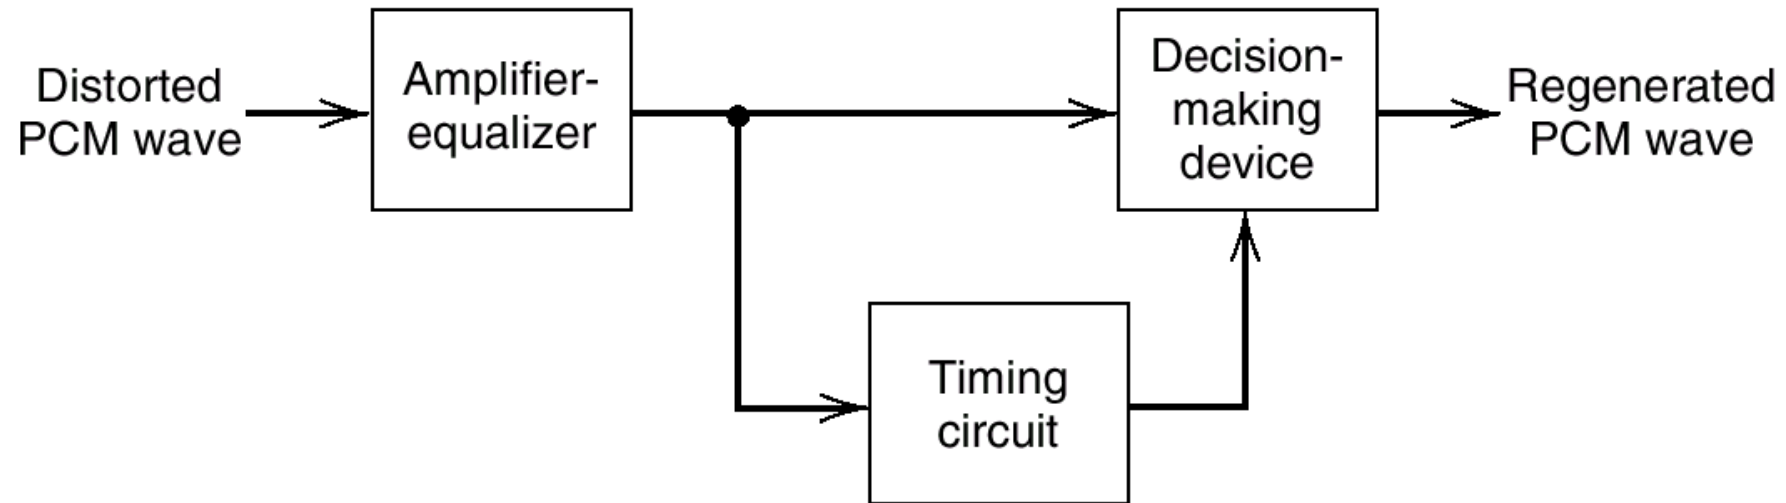 Distorted
PCM wave
Amplifier-
equalizer
Decision-
making
device
Regenerated
PCM wave
Timing
circuit